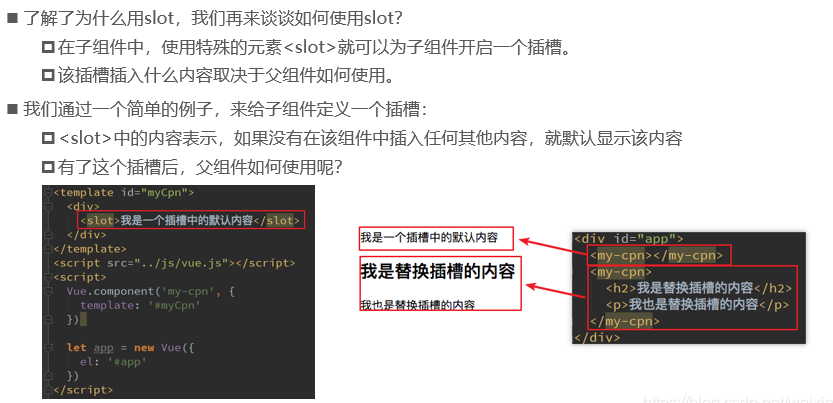 了解了为什么用slot，我们再来谈谈如何使用slot？
在子组件中，使用特殊的元素<slot>就可以为子组件开启一个插槽。
该插槽插入什么内容取决于父组件如何使用。
我们通过一个简单的例子，来给子组件定义一个插槽：
<slot>中的内容表示，如果没有在该组件中插入任何其他内容，就默认显示该内容
有了这个插槽后，父组件如何使用呢？
<template id="myCpn">
<div>
<slot>我是一个插槽中的默认内容</slot>
</div>
</template>
<script src="../js/vue.js"></script>
<script>
Vue.component('my-cpn', {
template: '#myCpn'
})
let app = new Vue({
el: '#app'
})
</script>
我是一个插槽中的默认内容
我是替换插槽的内容
我也是替换插槽的内容
<div id="app">
<my-cpn></my-cpn>
<my-cpn>
<h2>我是替换插槽的内容</h2>
<p>我也是替换插槽的内容</p>
</my-cpn>
</div>